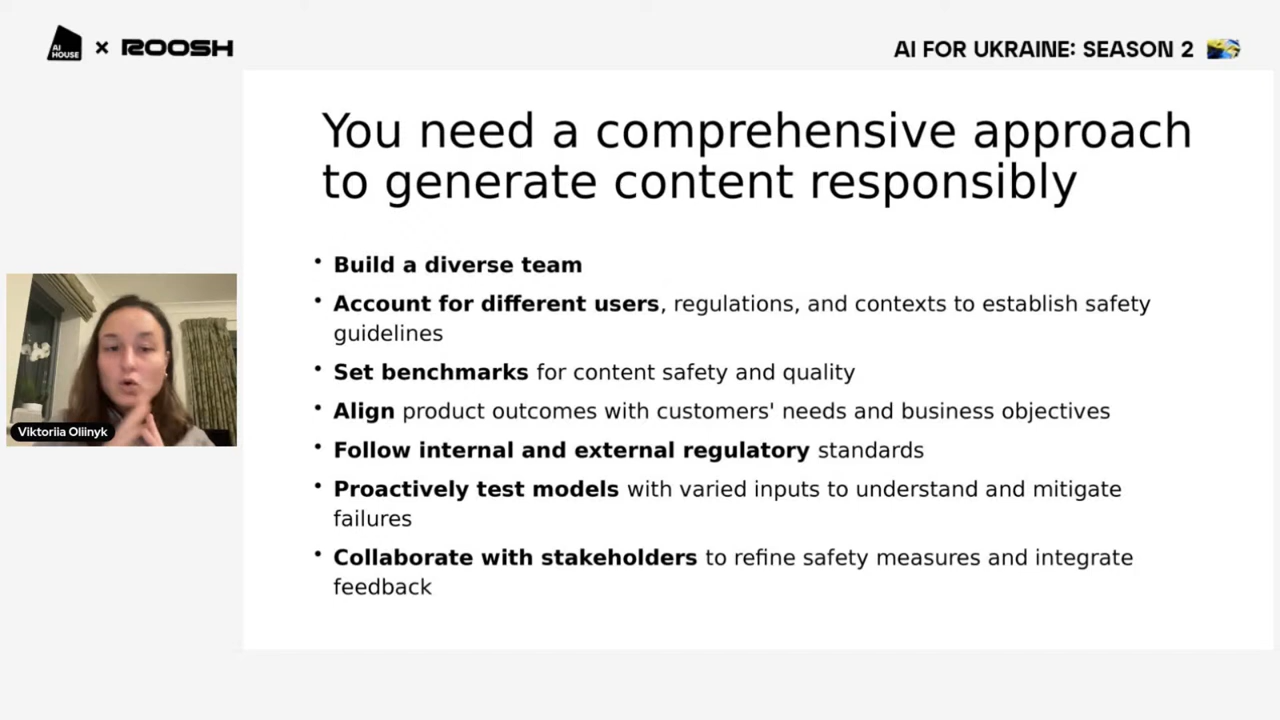 AI
HOUSE
× ROOSH
AI FOR UKRAINE: SEASON 2
You need a comprehensive approach
to generate content responsibly
• Build a diverse team
• Account for different users, regulations, and contexts to establish safety
guidelines
• Set benchmarks for content safety and quality
• Align product outcomes with customers' needs and business objectives
• Follow internal and external regulatory standards
• Proactively test models with varied inputs to understand and mitigate
failures
• Collaborate with stakeholders to refine safety measures and integrate
feedback
Viktoriia Oliinyk